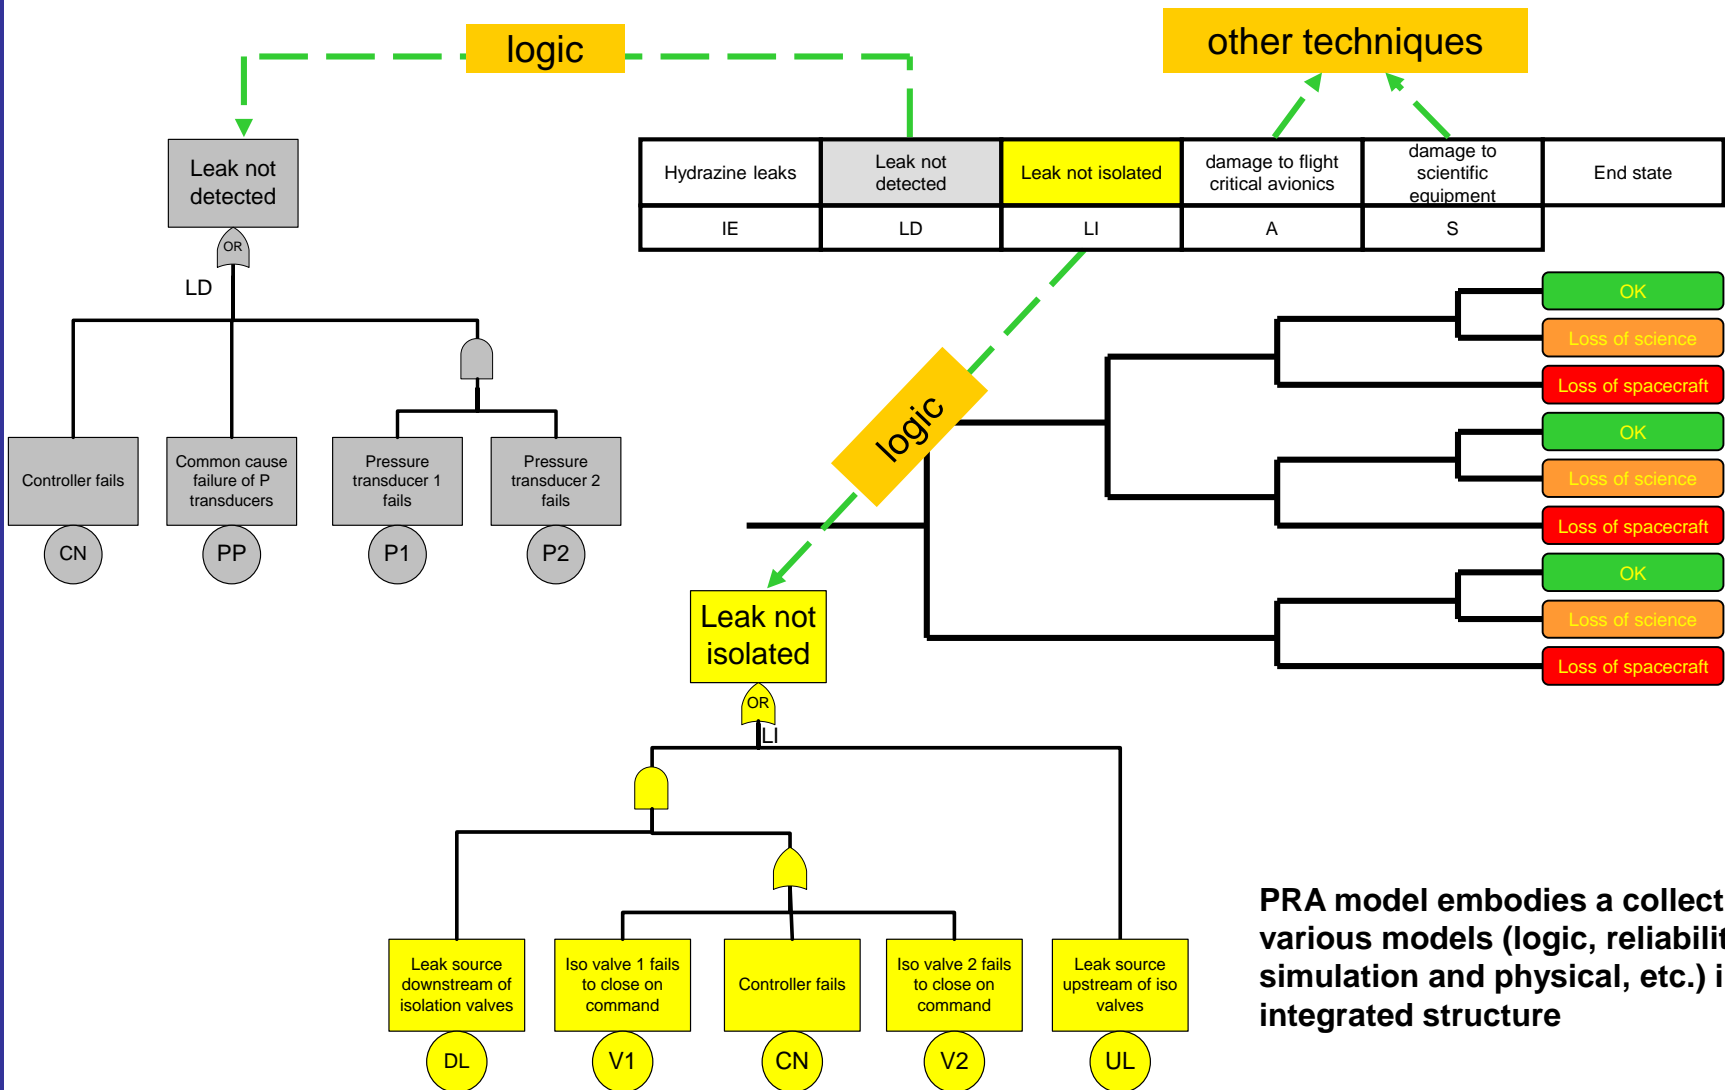 logic
other techniques
Leak not
detected
OR
LD
Controller fails
Common cause
failure of P
transducers
Pressure
transducer 1
fails
Pressure
transducer 2
fails
CN
PP
P1
P2
Hydrazine leaks
Leak not
detected
Leak not isolated
damage to flight
critical avionics
damage to
scientific
equipment
End state
IE
LD
LI
A
S
logic
OK
Loss of science
Loss of spacecraft
OK
Loss of science
Loss of spacecraft
OK
Loss of science
Loss of spacecraft
Leak not
isolated
OR
LI
Leak source
downstream of
isolation valves
Iso valve 1 fails
to close on
command
Controller fails
Iso valve 2 fails
to close on
command
Leak source
upstream of iso
valves
DL
V1
CN
V2
UL
PRA model embodies a collect
various models (logic, reliabilit
simulation and physical, etc.) i
integrated structure